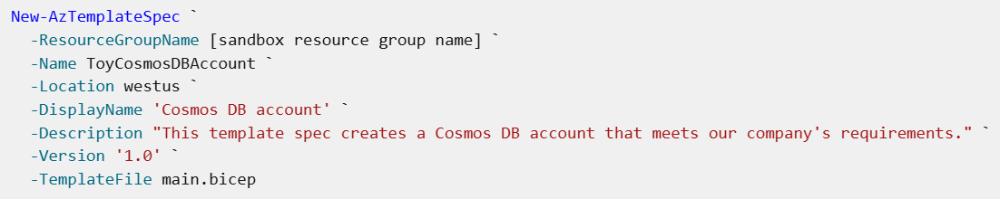 New-AzTemplateSpec `
  -ResourceGroupName [sandbox resource group name] `
  -Name ToyCosmosDBAccount `
  -Location westus `
  -DisplayName 'Cosmos DB account' `
  -Description "This template spec creates a Cosmos DB account that meets our company's requirements." `
  -Version '1.0' `
  -TemplateFile main.bicep